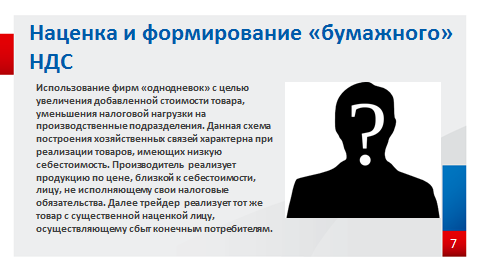 Наценка и формирование «бумажного»
НДС
Использование фирм «однодневок» с целью
увеличения добавленной стоимости товара,
уменьшения налоговой нагрузки на
производственные подразделения. Данная схема
построения хозяйственных связей характерна при
реализации товаров, имеющих низкую
себестоимость. Производитель реализует
продукцию по цене, близкой к себестоимости,
лицу, не исполняющему свои налоговые
обязательства. Далее трейдер реализует тот же
товар с существенной наценкой лицу,
осуществляющему сбыт конечным потребителям.
?
7